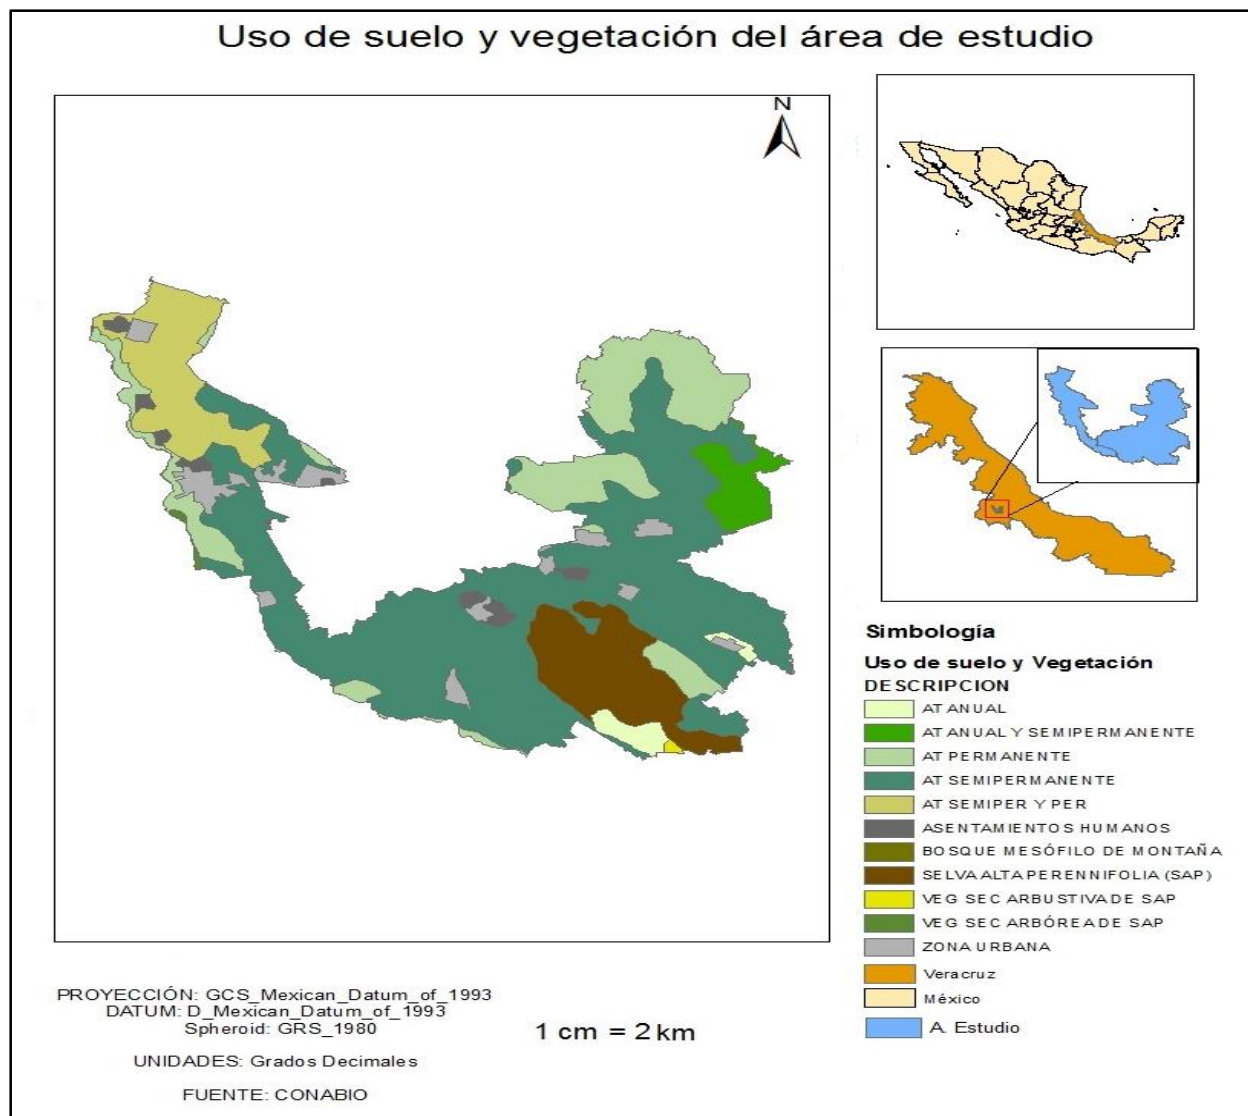 Uso de suelo y vegetación del área de estudio
N
Simbología
Uso de suelo y Vegetación
DESCRIPCION
AT ANUAL
AT ANUAL Y SEMIPERMANENTE
AT PERMANENTE
AT SEMIPERMANENTE
AT SEMIPER Y PER
ASENTAMIENTOS HUMANOS
BOSQUE MESÓFILO DE MONTAÑA
SELVA ALTA PERENNIFOLIA (SAP)
VEG SEC ARBUSTIVA DE SAP
VEG SEC ARBÓREA DE SAP
ZONA URBANA
Veracruz
México
A. Estudio
PROYECCIÓN: GCS_Mexican_Datum_of_1993
DATUM: D_Mexican_Datum_of_1993
Spheroid: GRS_1980
1 cm = 2 km
UNIDADES: Grados Decimales
FUENTE: CONABIO